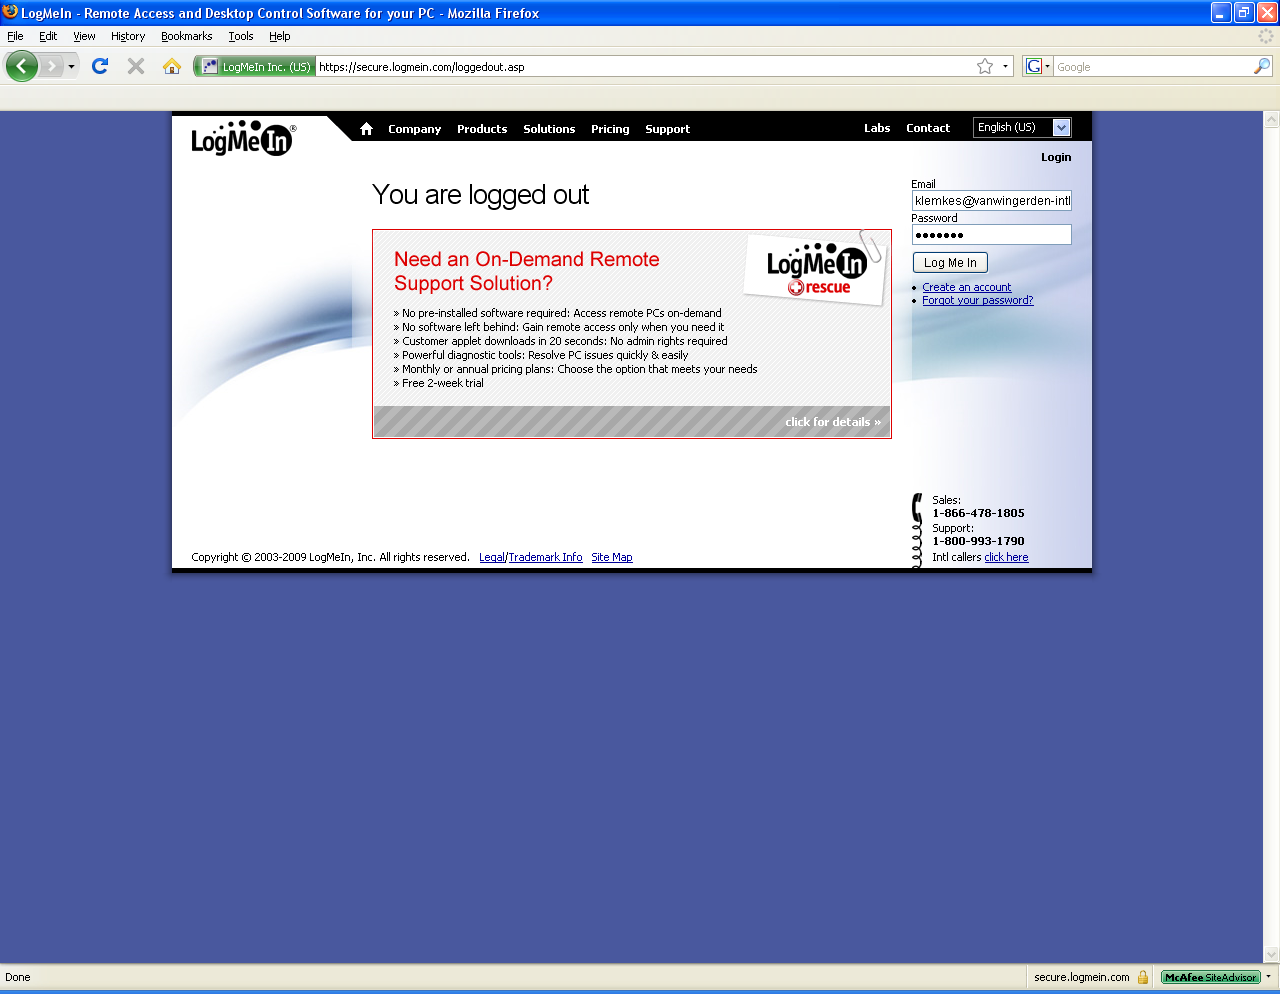 LogMeIn - Remote Access and Desktop Control Software for your PC - Mozilla Firefox
File Edit View History Bookmarks Tools Help
LogMeIn Inc. (US) https://secure.logmein.com/loggedout.asp
Google
LogMeIn®
Company Products Solutions Pricing Support
Labs Contact English (US)
Login
You are logged out
Email
klemkes@vanwingerden-intl
Password
Log Me In
Create an account
Forgot your password?
Need an On-Demand Remote
Support Solution?
LogMeIn
rescue
» No pre-installed software required: Access remote PCs on-demand
» No software left behind: Gain remote access only when you need it
» Customer applet downloads in 20 seconds: No admin rights required
» Powerful diagnostic tools: Resolve PC issues quickly & easily
» Monthly or annual pricing plans: Choose the option that meets your needs
» Free 2-week trial
click for details »
Sales:
1-866-478-1805
Support:
1-800-993-1790
Intl callers click here
Copyright © 2003-2009 LogMeIn, Inc. All rights reserved. Legal/Trademark Info Site Map
Done
secure.logmein.com
McAfee SiteAdvisor